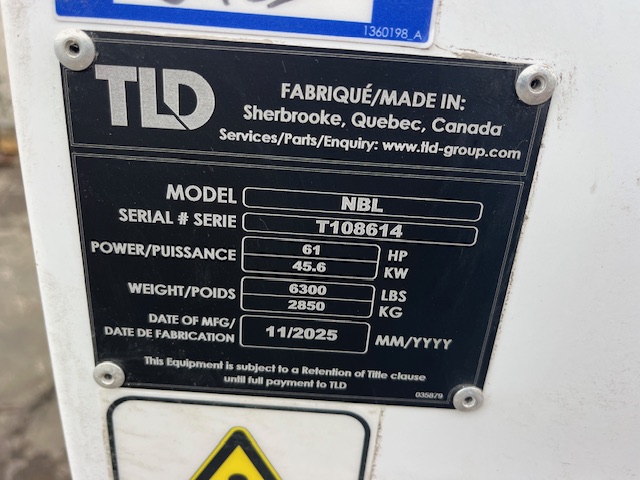 1360198_A
TLD
FABRIQUÉ/MADE IN:
Sherbrooke, Quebec, Canada
Services/Parts/Enquiry: www.tld-group.com
MODEL NBL
SERIAL # SERIE T108614
POWER/PUISSANCE 61 HP
45.6 KW
WEIGHT/POIDS 6300 LBS
2850 KG
DATE OF MFG/
DATE DE FABRICATION 11/2025 MM/YYYY
This Equipment is subject to a Retention of Title clause
until full payment to TLD
035879